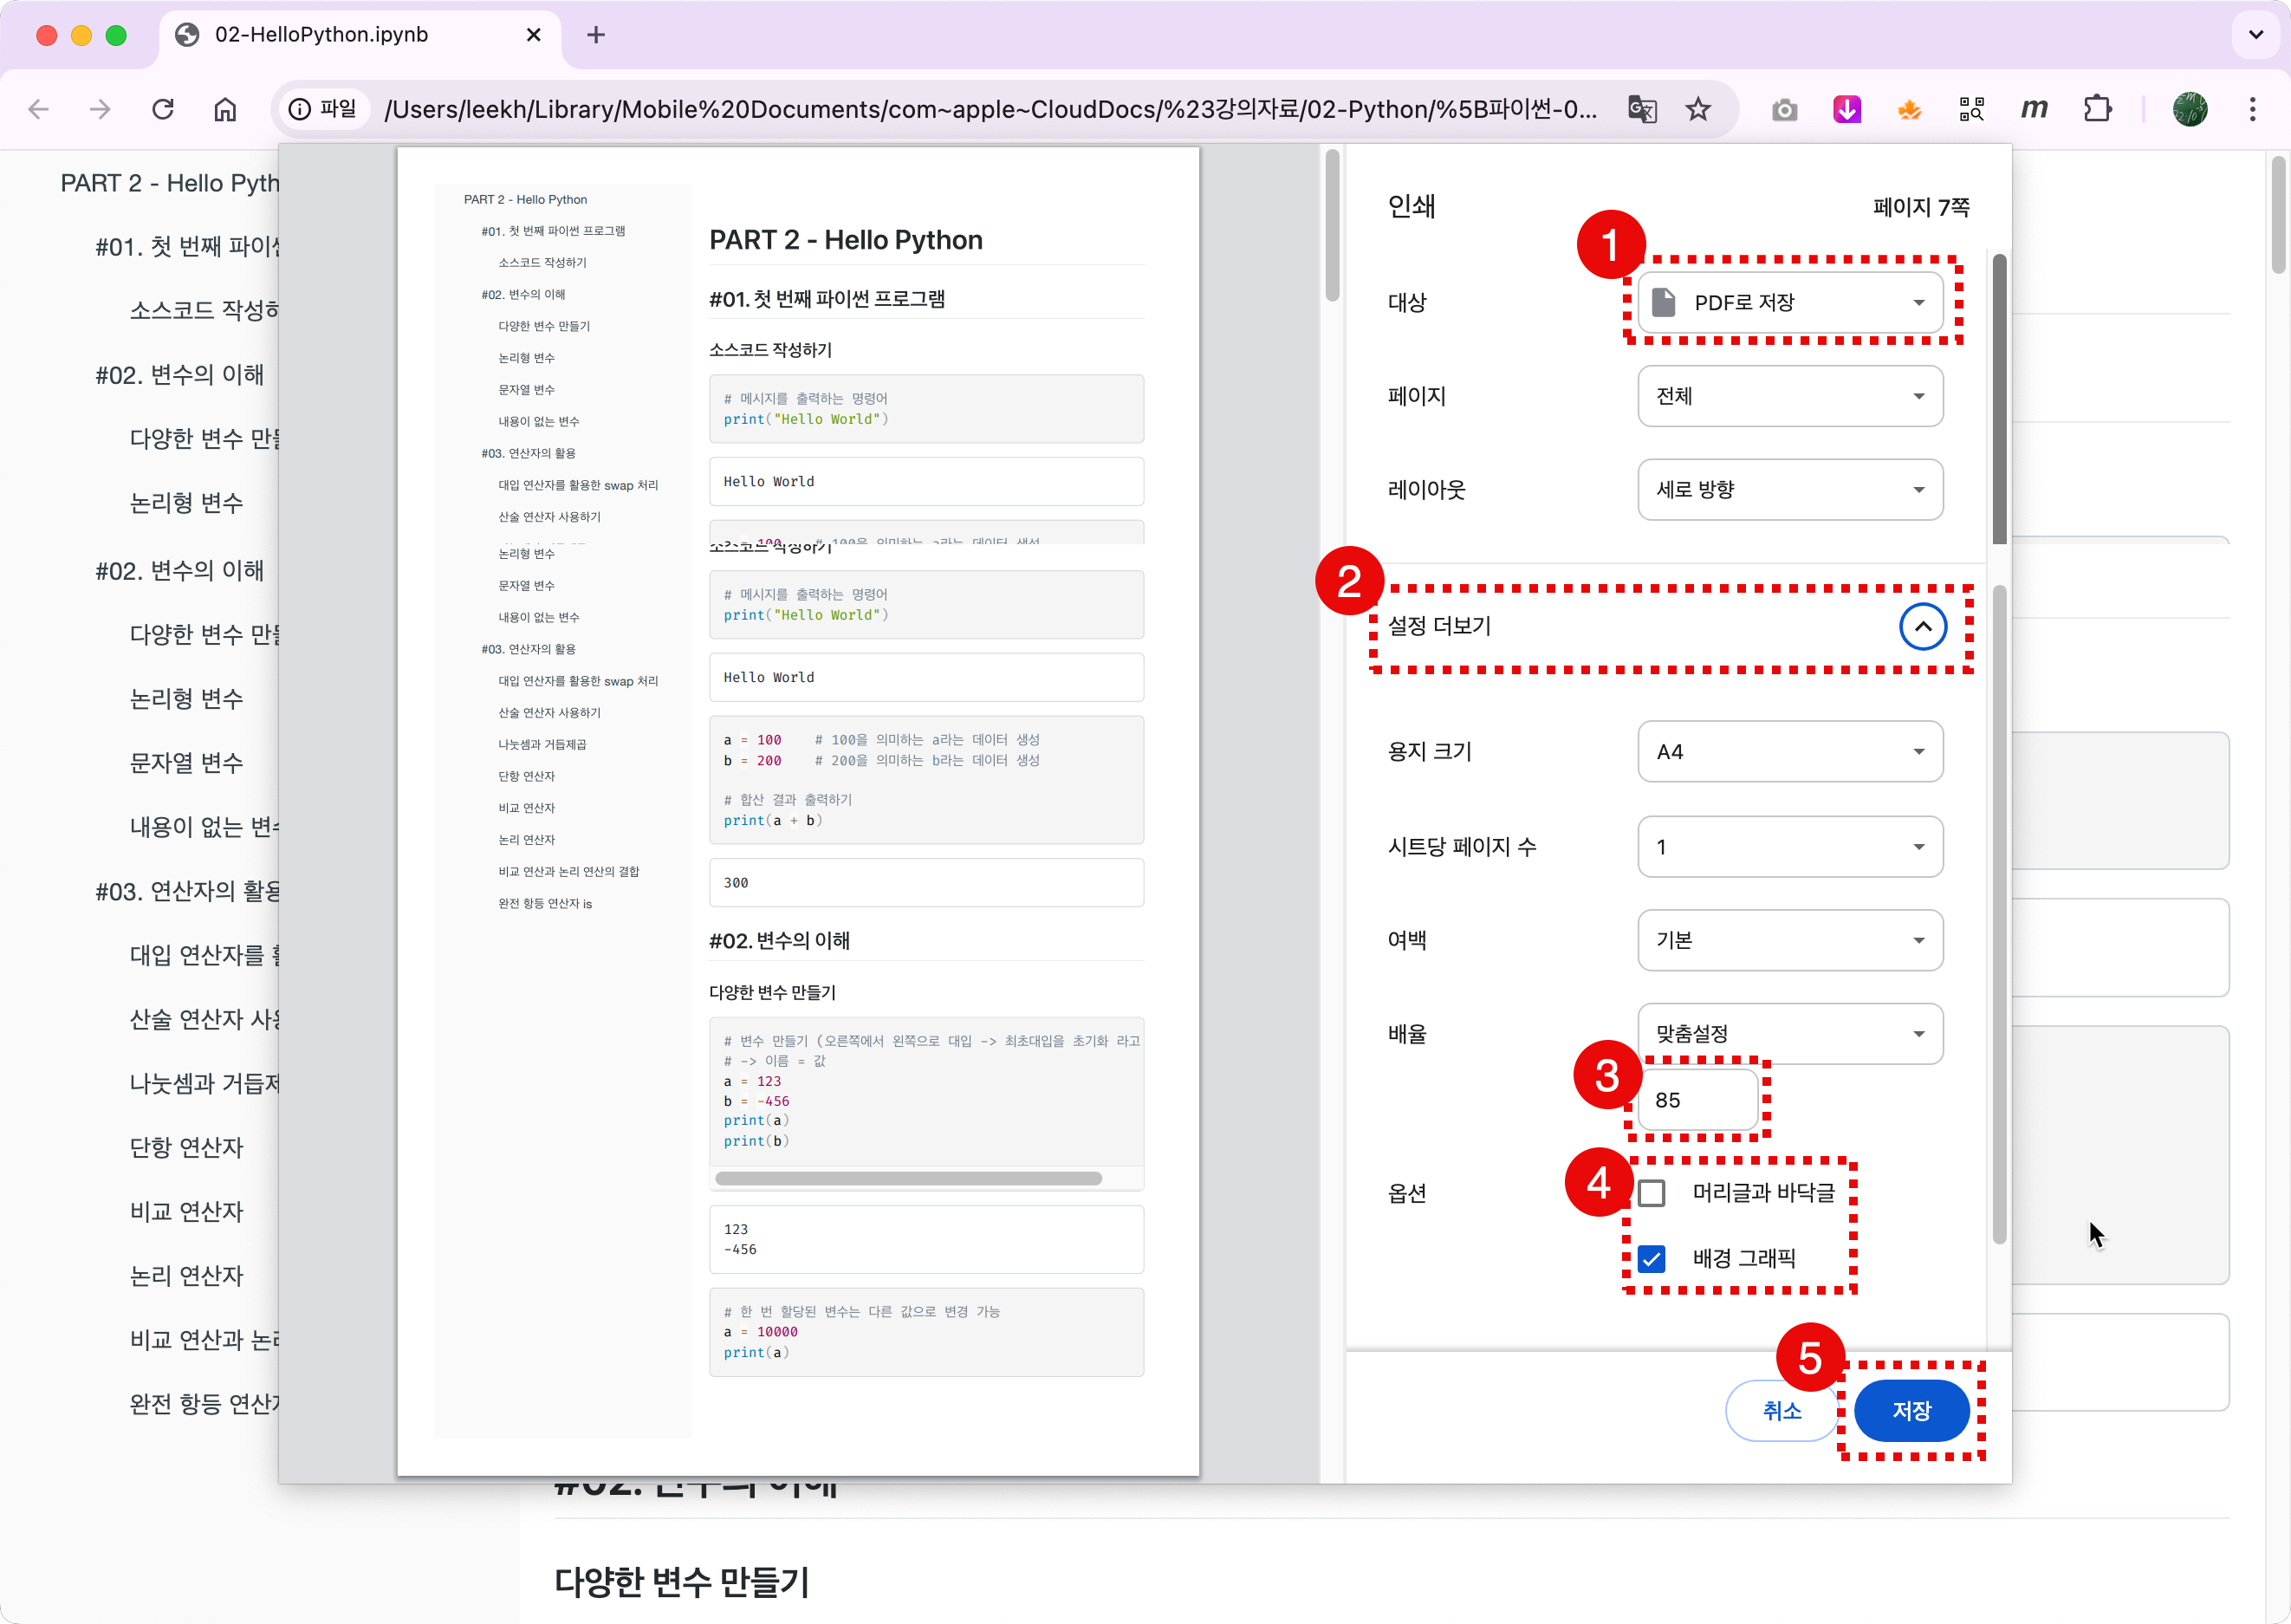 02-HelloPython.ipynb
파일 /Users/leekh/Library/Mobile%20Documents/com~apple~CloudDocs/%23강의자료/02-Python/%5B파이썬-0...
PART 2 - Hello Pyth
#01. 첫 번째
소스코드 작성
#02. 변수의 이해
다양한 변수
논리형 변수
#02. 변수의 이해
다양한 변수
논리형 변수
문자열 변수
내용이 없는
#03. 연산자의
대입 연산자를
산술 연산자
나눗셈과
단항 연산자
비교 연산자
논리 연산자
비교 연산과
완전 항등
PART 2 - Hello Python
#01. 첫 번째 파이썬 프로그램
소스코드 작성하기
#02. 변수의 이해
다양한 변수 만들기
논리형 변수
문자열 변수
내용이 없는 변수
#03. 연산자의 활용
대입 연산자를 활용한 swap 처리
산술 연산자 사용하기
논리형 변수
문자열 변수
내용이 없는 변수
#03. 연산자의 활용
대입 연산자를 활용한 swap 처리
산술 연산자 사용하기
나눗셈과 거듭제곱
단항 연산자
비교 연산자
논리 연산자
비교 연산과 논리 연산의 결합
완전 항등 연산자 is
PART 2 - Hello Python
#01. 첫 번째 파이썬 프로그램
소스코드 작성하기
# 메시지를 출력하는 명령어
print("Hello World")
Hello World
a = 100 # 100을 의미하는 a라는 데이터 생성
소스코드 작성하기
# 메시지를 출력하는 명령어
print("Hello World")
Hello World
a = 100 # 100을 의미하는 a라는 데이터 생성
b = 200 # 200을 의미하는 b라는 데이터 생성
# 합산 결과 출력하기
print(a + b)
300
#02. 변수의 이해
다양한 변수 만들기
# 변수 만들기 (오른쪽에서 왼쪽으로 대입 -> 최초대입을 초기화 라고
# -> 이름 = 값
a = 123
b = -456
print(a)
print(b)
123
-456
# 한 번 할당된 변수는 다른 값으로 변경 가능
a = 10000
print(a)
인쇄
페이지 7쪽
1
대상
PDF로 저장
페이지
전체
레이아웃
세로 방향
2
설정 더보기
용지 크기
A4
시트당 페이지 수
1
여백
기본
배율
맞춤설정
3
85
4
옵션
머리글과 바닥글
배경 그래픽
5
취소
저장
#02. 변수의 이해
다양한 변수 만들기